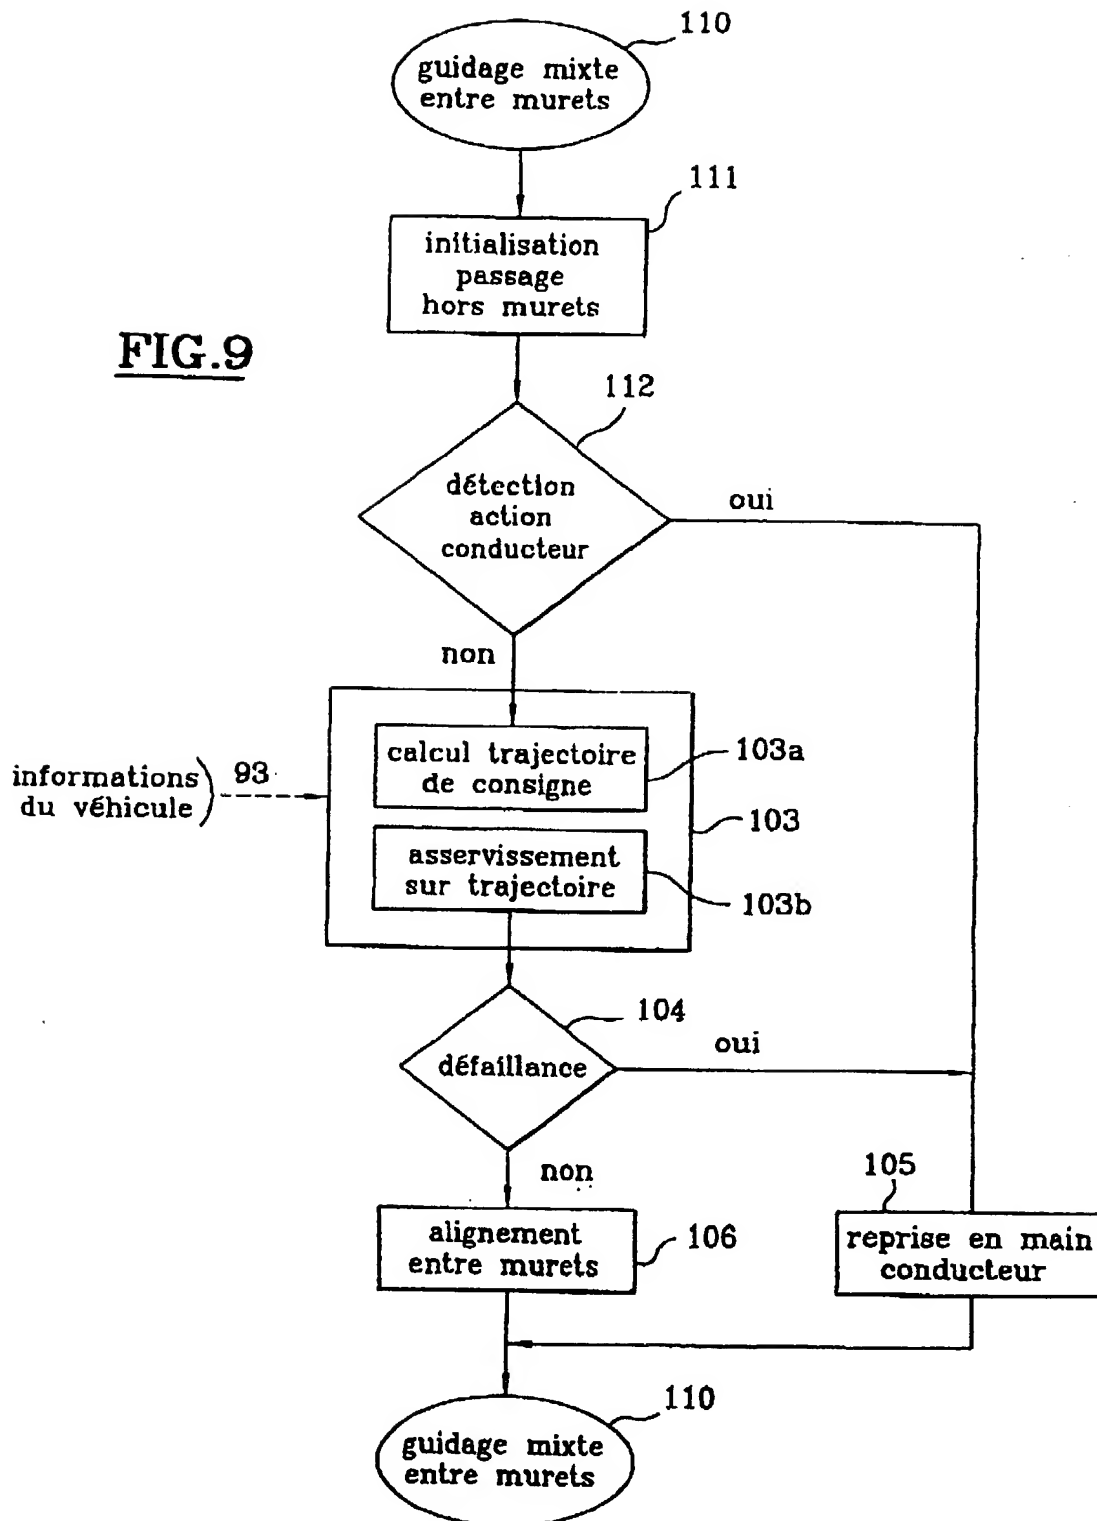 110
guidage mixte
entre murets
111
initialisation
passage
hors murets
FIG.9
112
détection
action
conducteur
oui
non
calcul trajectoire
de consigne
103a
informations
du véhicule
93
103
asservissement
sur trajectoire
103b
104
défaillance
oui
non
105
alignement
entre murets
106
reprise en main
conducteur
110
guidage mixte
entre murets